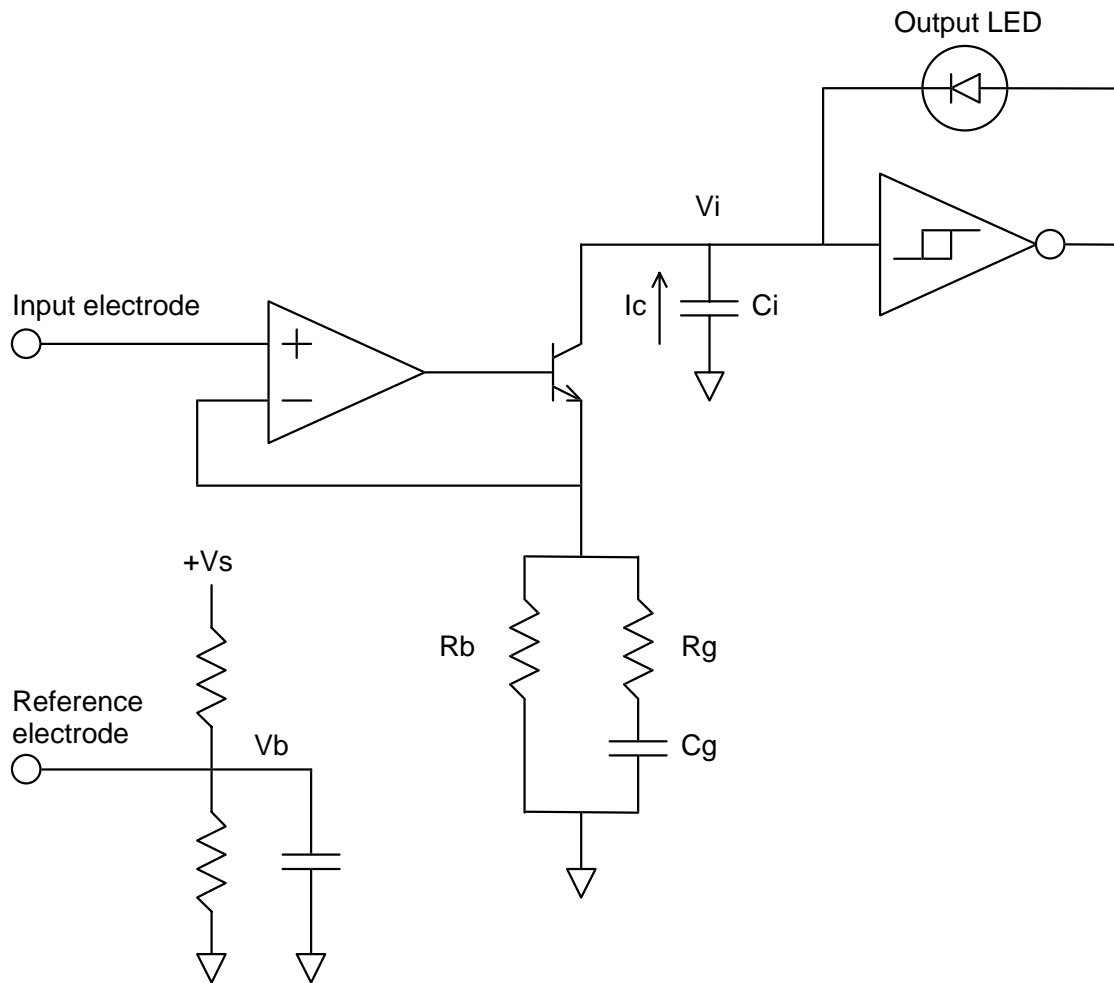 Output LED
Vi
Input electrode
Ic
Ci
+Vs
Rb
Rg
Reference
electrode
Vb
Cg